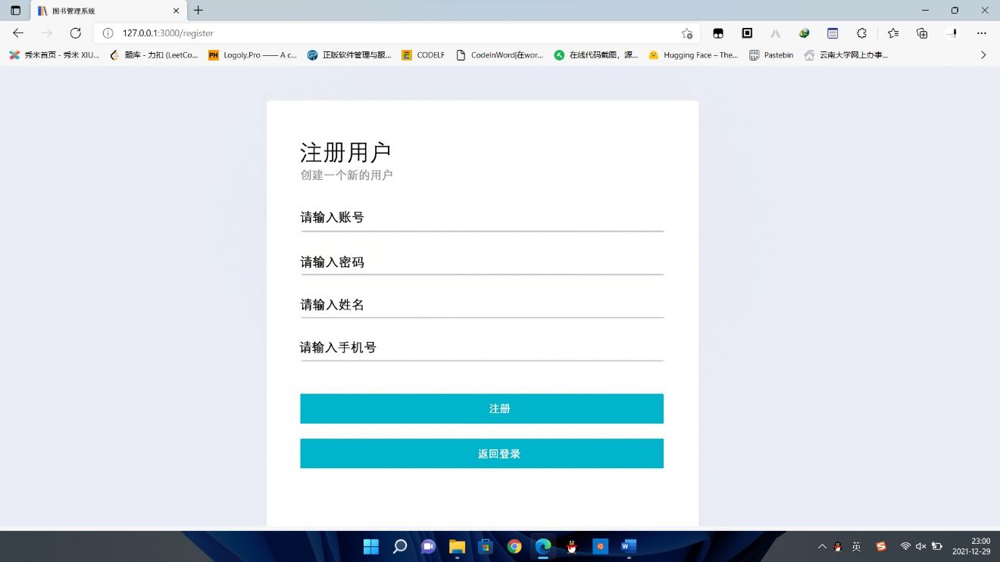 图书管理系统
127.0.0.1:3000/register
秀米首页 - 秀米 XIU...
题库 - 力扣 (LeetCo...
Logoly.Pro —— A c...
正版软件管理与服...
CODELF
CodeInWord|在wor...
在线代码截图，源...
Hugging Face – The...
Pastebin
云南大学网上办事...
注册用户
创建一个新的用户
请输入账号
请输入密码
请输入姓名
请输入手机号
注册
返回登录
英
23:00
2021-12-29